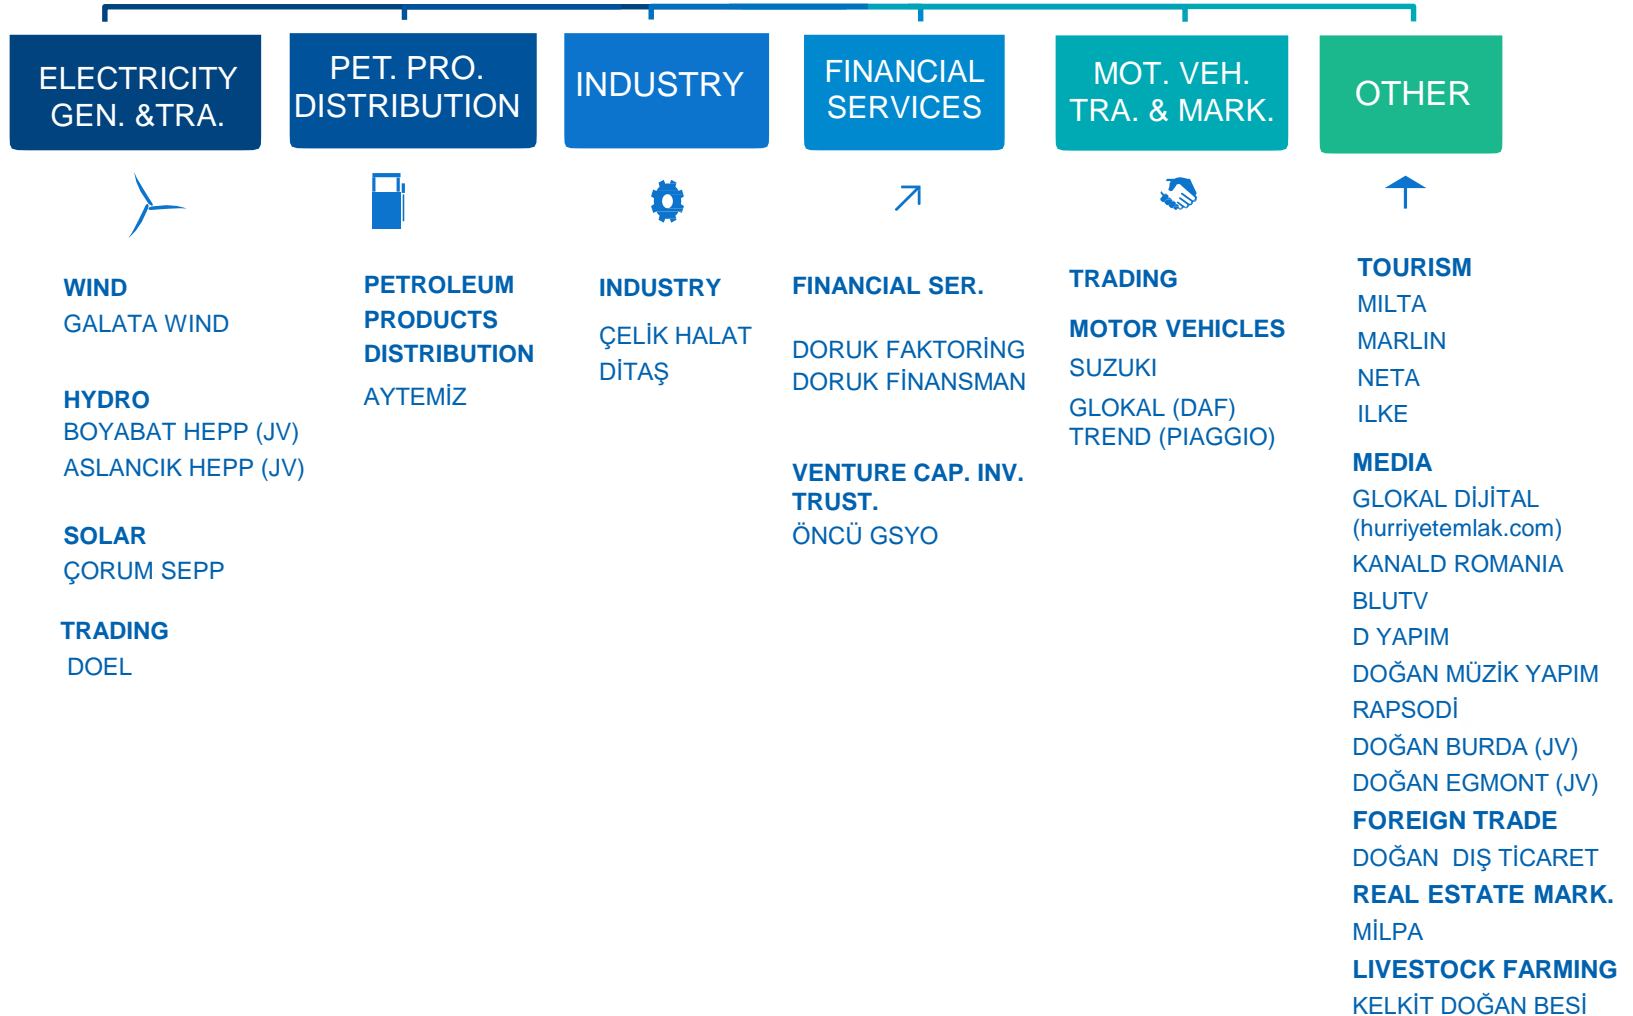 ELECTRICITY
GEN. &TRA.
PET. PRO.
DISTRIBUTION
INDUSTRY
FINANCIAL
SERVICES
MOT. VEH.
TRA. & MARK.
OTHER
WIND
GALATA WIND
HYDRO
BOYABAT HEPP (JV)
ASLANCIK HEPP (JV)
SOLAR
ÇORUM SEPP
TRADING
DOEL
PETROLEUM
PRODUCTS
DISTRIBUTION
AYTEMİZ
INDUSTRY
ÇELİK HALAT
DİTAŞ
FINANCIAL SER.
DORUK FAKTORİNG
DORUK FİNANSMAN
VENTURE CAP. INV.
TRUST.
ÖNCÜ GSYO
TRADING
MOTOR VEHICLES
SUZUKI
GLOKAL (DAF)
TREND (PIAGGIO)
TOURISM
MILTA
MARLIN
NETA
ILKE
MEDIA
GLOKAL DİJİTAL
(hurriyetemlak.com)
KANALD ROMANIA
BLUTV
D YAPIM
DOĞAN MÜZİK YAPIM
RAPSODİ
DOĞAN BURDA (JV)
DOĞAN EGMONT (JV)
FOREIGN TRADE
DOĞAN  DIŞ TİCARET
REAL ESTATE MARK.
MİLPA
LIVESTOCK FARMING
KELKİT DOĞAN BESİ